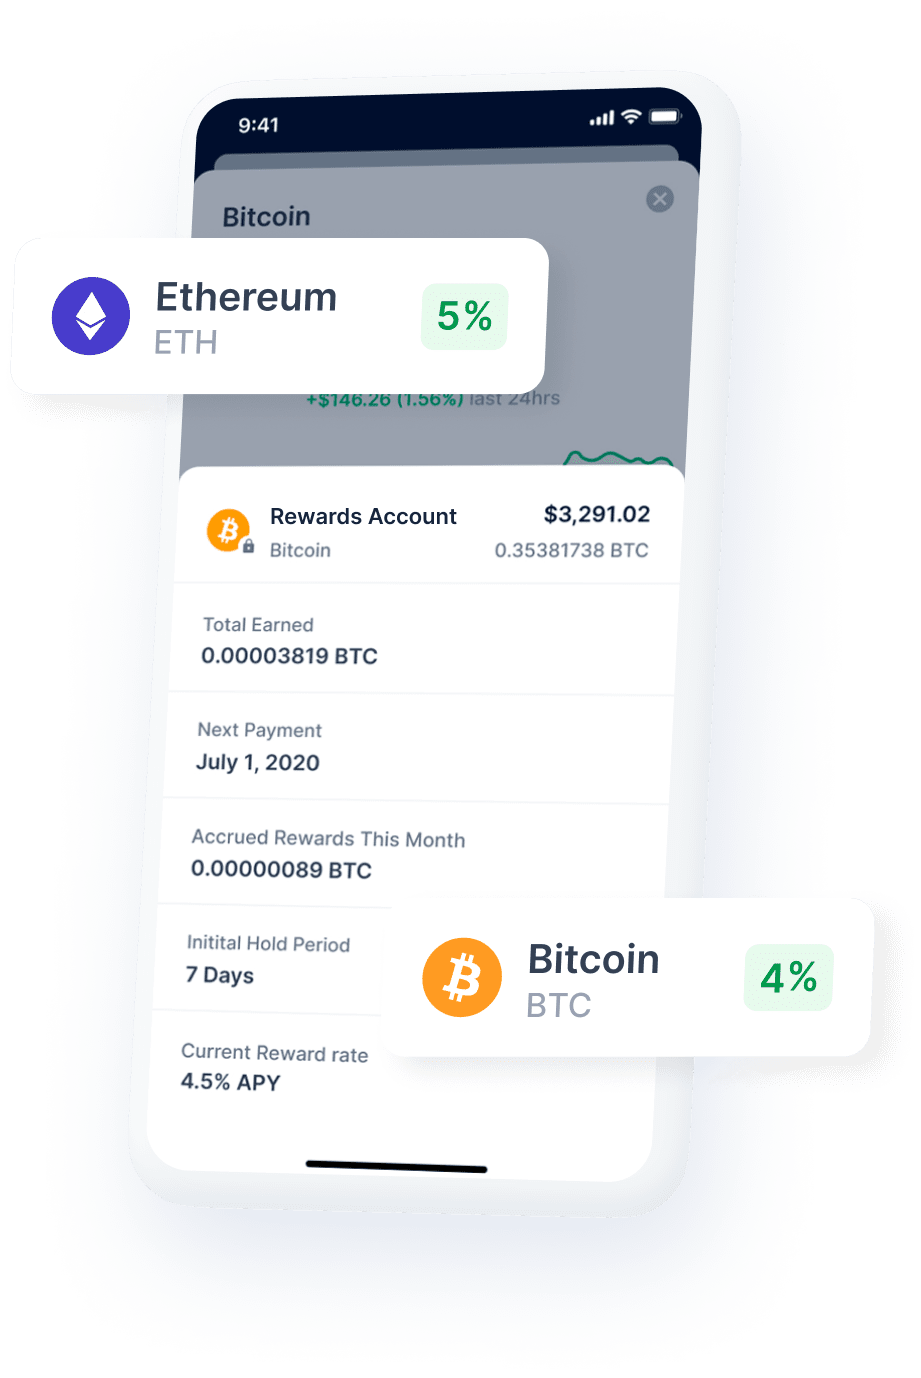 9:41
Bitcoin
Ethereum
ETH
5%
+$146.26 (1.56%) last 24hrs
Rewards Account
$3,291.02
Bitcoin
0.35381738 BTC
Total Earned
0.00003819 BTC
Next Payment
July 1, 2020
Accrued Rewards This Month
0.00000089 BTC
Initital Hold Period
7 Days
Bitcoin
BTC
4%
Current Reward rate
4.5% APY